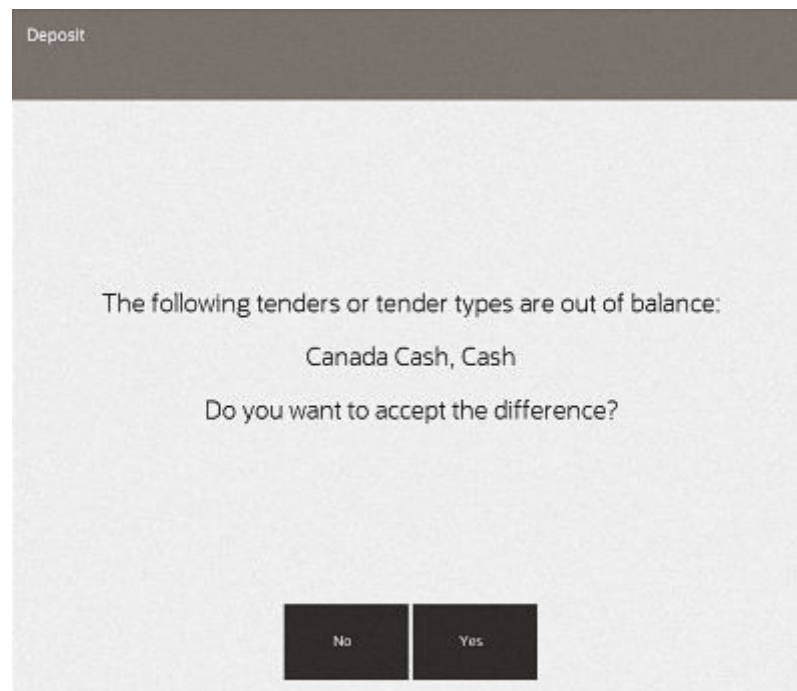 Deposit
The following tenders or tender types are out of balance:
Canada Cash, Cash
Do you want to accept the difference?
No
Yes